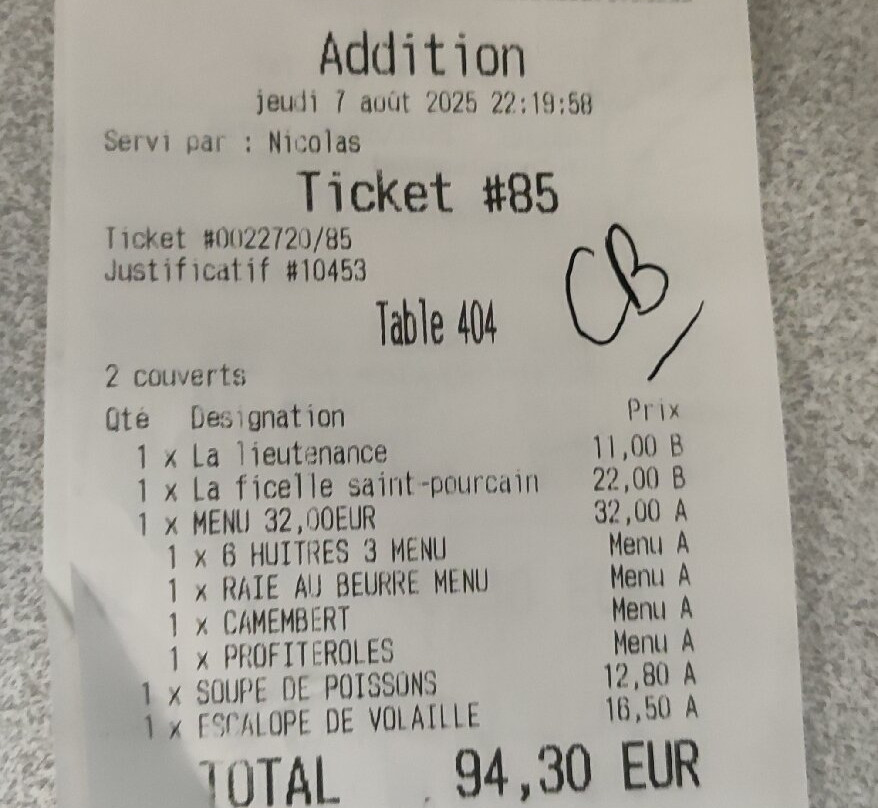 Addition
jeudi 7 août 2025 22:19:58
Servi par : Nicolas
Ticket #85
Ticket #0022720/85
Justificatif #10453
CB
Table 404
2 couverts
Qté Designation Prix
1 x La lieutenance 11,00 B
1 x La ficelle saint-pourcain 22,00 B
1 x MENU 32,00EUR 32,00 A
1 x 6 HUITRES 3 MENU Menu A
1 x RAIE AU BEURRE MENU Menu A
1 x CAMEMBERT Menu A
1 x PROFITEROLES Menu A
1 x SOUPE DE POISSONS 12,80 A
1 x ESCALOPE DE VOLAILLE 16,50 A
TOTAL 94,30 EUR